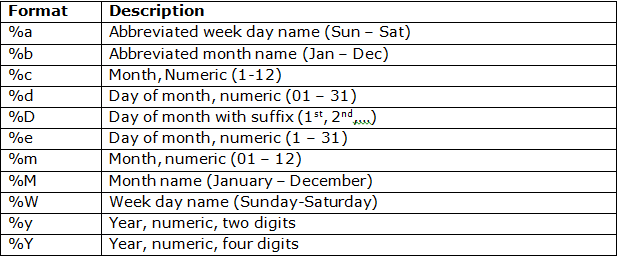 Format Description
%a Abbreviated week day name (Sun – Sat)
%b Abbreviated month name (Jan – Dec)
%c Month, Numeric (1-12)
%d Day of month, numeric (01 – 31)
%D Day of month with suffix (1st, 2nd,,,,)
%e Day of month, numeric (1 – 31)
%m Month, numeric (01 – 12)
%M Month name (January – December)
%W Week day name (Sunday-Saturday)
%y Year, numeric, two digits
%Y Year, numeric, four digits